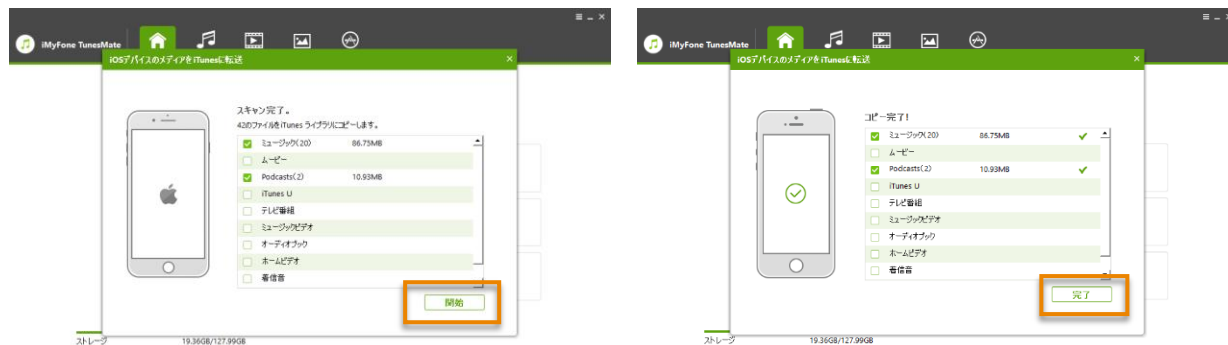 iMyFone TunesMate
iOSデバイスのメディアをiTunesに転送
スキャン完了。
42のファイルをiTunes ライブラリにコピーします。
ミュージック(20) 86.75MB
ムービー
Podcasts(2) 10.93MB
iTunes U
テレビ番組
ミュージックビデオ
オーディオブック
ホームビデオ
着信音
開始
ストレージ 19.36GB/127.99GB
iMyFone TunesMate
iOSデバイスのメディアをiTunesに転送
コピー完了!
ミュージック(20) 86.75MB
ムービー
Podcasts(2) 10.93MB
iTunes U
テレビ番組
ミュージックビデオ
オーディオブック
ホームビデオ
着信音
完了
ストレージ 19.36GB/127.99GB